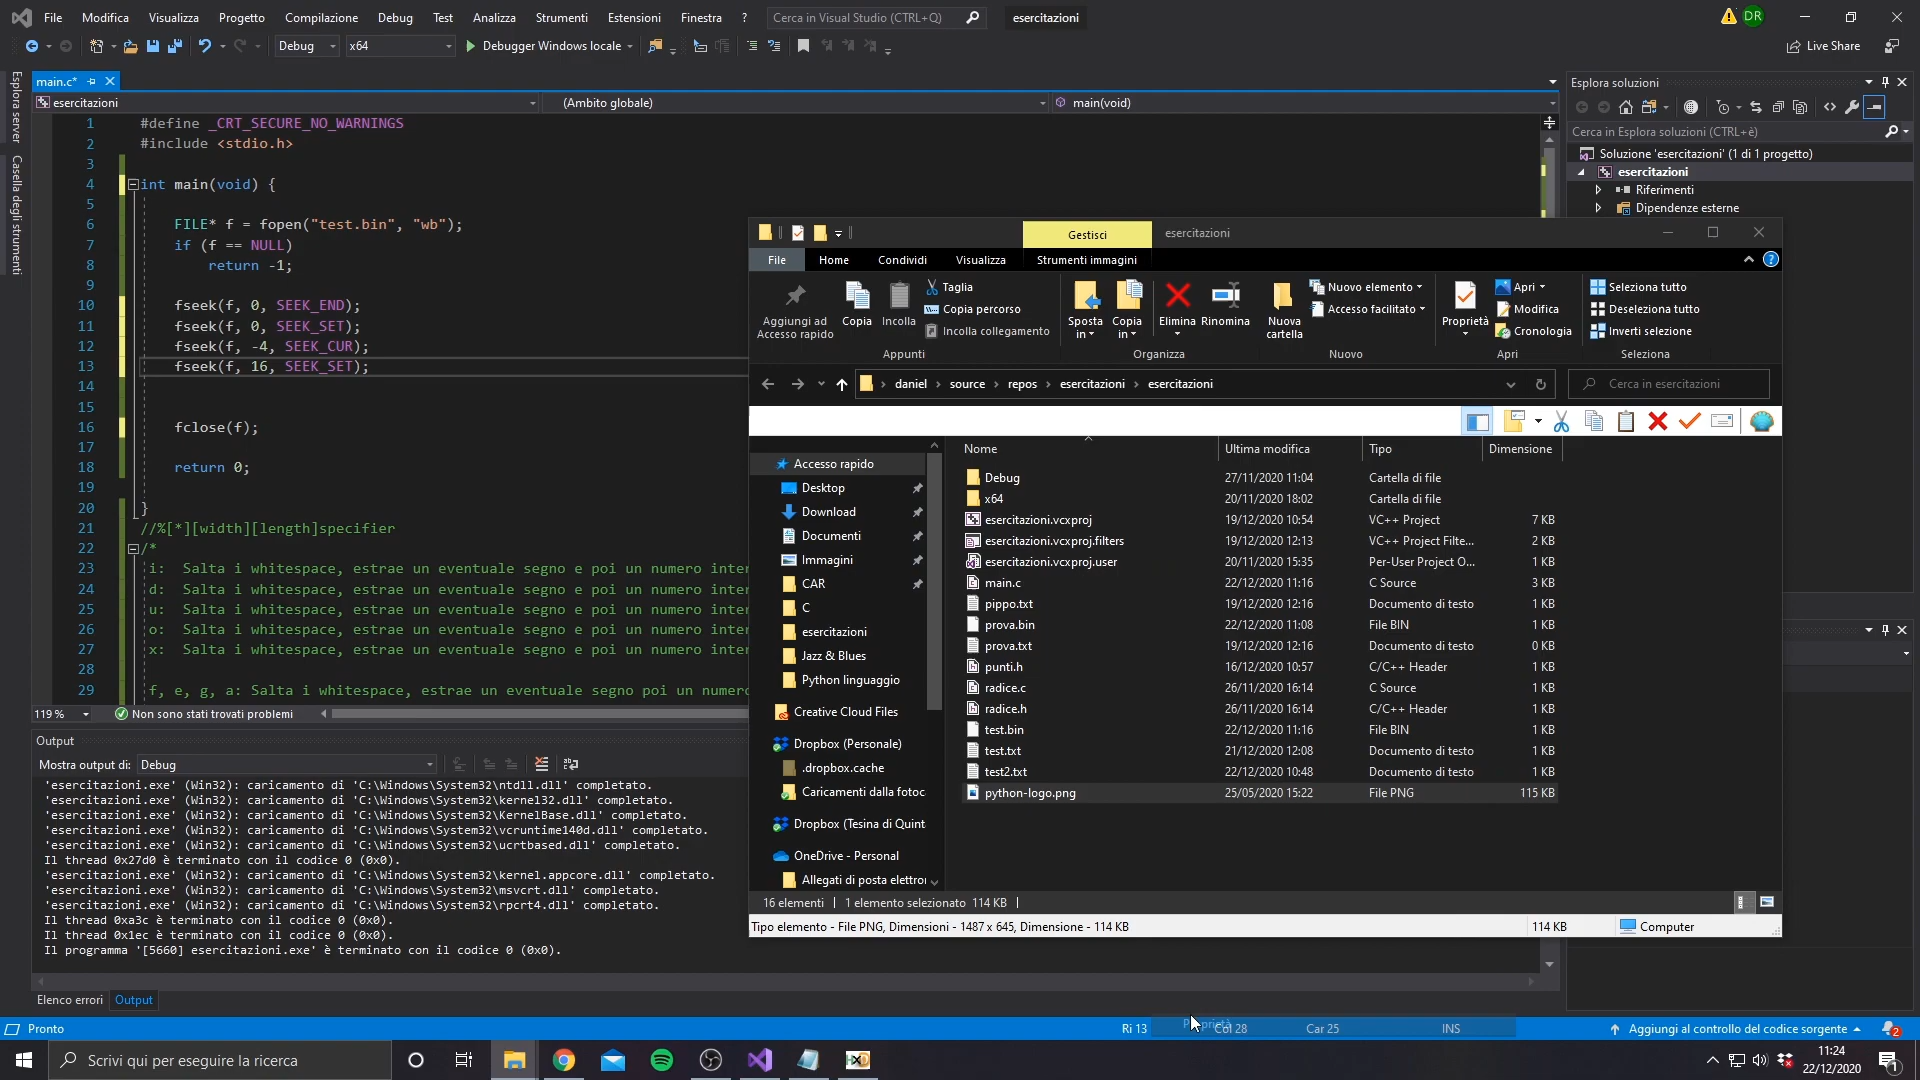 File Modifica Visualizza Progetto Compilazione Debug Test Analizza Strumenti Estensioni Finestra ? Cerca in Visual Studio (CTRL+Q) esercitazioni DR
Debug x64 Debugger Windows locale Live Share
main.c*
esercitazioni (Ambito globale) main(void)
Esplora server
Casella degli strumenti
1 #define _CRT_SECURE_NO_WARNINGS
2 #include <stdio.h>
3
4 int main(void) {
5
6 FILE* f = fopen("test.bin", "wb");
7 if (f == NULL)
8 return -1;
9
10 fseek(f, 0, SEEK_END);
11 fseek(f, 0, SEEK_SET);
12 fseek(f, -4, SEEK_CUR);
13 fseek(f, 16, SEEK_SET);
14
15
16 fclose(f);
17
18 return 0;
19
20 }
21 //%[*][width][length]specifier
22 /*
23 i: Salta i whitespace, estrae un eventuale segno e poi un numero inter
24 d: Salta i whitespace, estrae un eventuale segno e poi un numero inter
25 u: Salta i whitespace, estrae un eventuale segno e poi un numero inter
26 o: Salta i whitespace, estrae un eventuale segno e poi un numero inter
27 x: Salta i whitespace, estrae un eventuale segno e poi un numero inter
28
29 f, e, g, a: Salta i whitespace, estrae un eventuale segno poi un numero
119 % Non sono stati trovati problemi
Output
Mostra output di: Debug
'esercitazioni.exe' (Win32): caricamento di 'C:\Windows\System32\ntdll.dll' completato.
'esercitazioni.exe' (Win32): caricamento di 'C:\Windows\System32\kernel32.dll' completato.
'esercitazioni.exe' (Win32): caricamento di 'C:\Windows\System32\KernelBase.dll' completato.
'esercitazioni.exe' (Win32): caricamento di 'C:\Windows\System32\vcruntime140d.dll' completato.
'esercitazioni.exe' (Win32): caricamento di 'C:\Windows\System32\ucrtbased.dll' completato.
Il thread 0x27d0 è terminato con il codice 0 (0x0).
'esercitazioni.exe' (Win32): caricamento di 'C:\Windows\System32\kernel.appcore.dll' completato.
'esercitazioni.exe' (Win32): caricamento di 'C:\Windows\System32\msvcrt.dll' completato.
'esercitazioni.exe' (Win32): caricamento di 'C:\Windows\System32\rpcrt4.dll' completato.
Il thread 0xa3c è terminato con il codice 0 (0x0).
Il thread 0x1ec è terminato con il codice 0 (0x0).
Il programma '[5660] esercitazioni.exe' è terminato con il codice 0 (0x0).
Elenco errori Output
Esplora soluzioni
Cerca in Esplora soluzioni (CTRL+è)
Soluzione 'esercitazioni' (1 di 1 progetto)
esercitazioni
Riferimenti
Dipendenze esterne
Gestisci esercitazioni
File Home Condividi Visualizza Strumenti immagini
Aggiungi ad Accesso rapido
Copia
Incolla
Taglia
Copia percorso
Incolla collegamento
Appunti
Sposta in
Copia in
Elimina
Rinomina
Organizza
Nuova cartella
Nuovo elemento
Accesso facilitato
Nuovo
Proprietà
Apri
Modifica
Cronologia
Apri
Seleziona tutto
Deseleziona tutto
Inverti selezione
Seleziona
daniel source repos esercitazioni esercitazioni Cerca in esercitazioni
Accesso rapido
Desktop
Download
Documenti
Immagini
CAR
C
esercitazioni
Jazz & Blues
Python linguaggio
Creative Cloud Files
Dropbox (Personale)
.dropbox.cache
Caricamenti dalla fotoc
Dropbox (Tesina di Quint
OneDrive - Personal
Allegati di posta elettro
Nome Ultima modifica Tipo Dimensione
Debug 27/11/2020 11:04 Cartella di file
x64 20/11/2020 18:02 Cartella di file
esercitazioni.vcxproj 19/12/2020 10:54 VC++ Project 7 KB
esercitazioni.vcxproj.filters 19/12/2020 12:13 VC++ Project Filte... 2 KB
esercitazioni.vcxproj.user 20/11/2020 15:35 Per-User Project O... 1 KB
main.c 22/12/2020 11:16 C Source 3 KB
pippo.txt 19/12/2020 12:16 Documento di testo 1 KB
prova.bin 22/12/2020 11:08 File BIN 1 KB
prova.txt 19/12/2020 12:16 Documento di testo 0 KB
punti.h 16/12/2020 10:57 C/C++ Header 1 KB
radice.c 26/11/2020 16:14 C Source 1 KB
radice.h 26/11/2020 16:14 C/C++ Header 1 KB
test.bin 22/12/2020 11:16 File BIN 1 KB
test.txt 21/12/2020 12:08 Documento di testo 1 KB
test2.txt 22/12/2020 10:48 Documento di testo 1 KB
python-logo.png 25/05/2020 15:22 File PNG 115 KB
16 elementi 1 elemento selezionato 114 KB
Tipo elemento - File PNG, Dimensioni - 1487 x 645, Dimensione - 114 KB 114 KB Computer
Pronto Ri 13 Proprietà Col 28 Car 25 INS Aggiungi al controllo del codice sorgente 2
Scrivi qui per eseguire la ricerca 11:24
22/12/2020 1